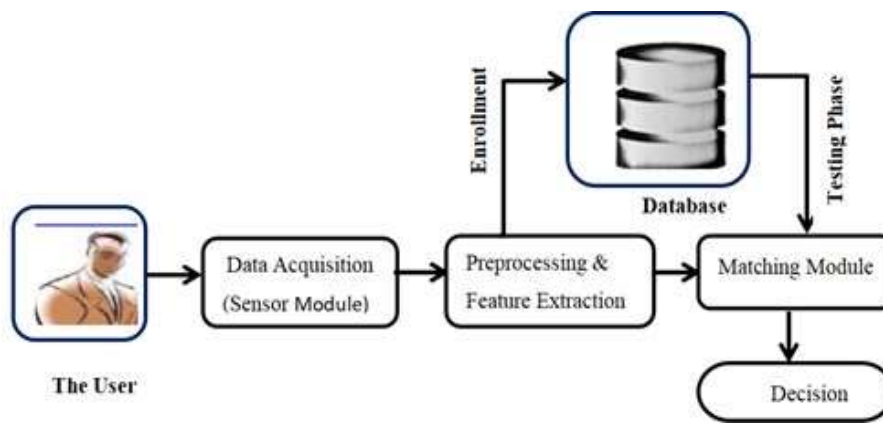 Enrollment
Testing Phase
Database
Data Acquisition
(Sensor Module)
Preprocessing &
Feature Extraction
Matching Module
The User
Decision